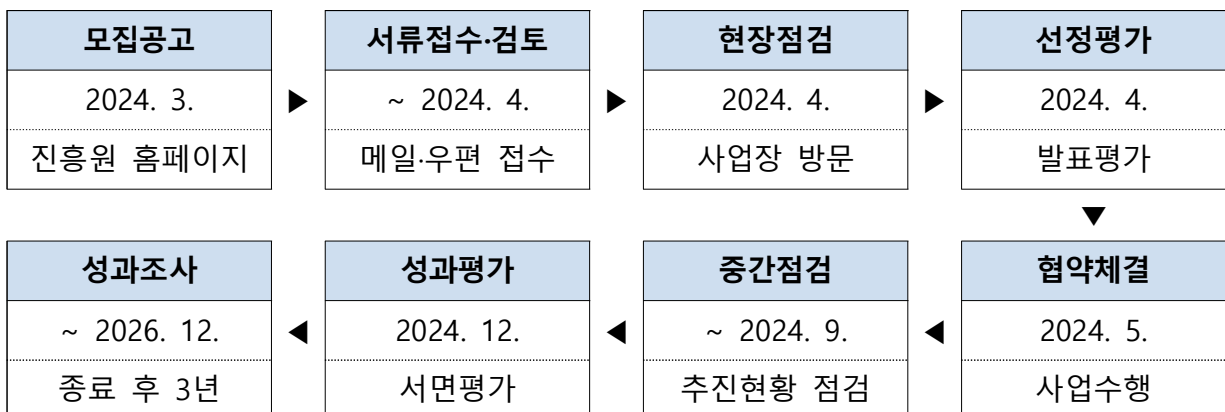 모집공고
2024. 3.
진흥원 홈페이지
▶
서류접수·검토
~ 2024. 4.
메일·우편 접수
▶
현장점검
2024. 4.
사업장 방문
▶
선정평가
2024. 4.
발표평가
▼
협약체결
2024. 5.
사업수행
◀
중간점검
~ 2024. 9.
추진현황 점검
◀
성과평가
2024. 12.
서면평가
◀
성과조사
~ 2026. 12.
종료 후 3년